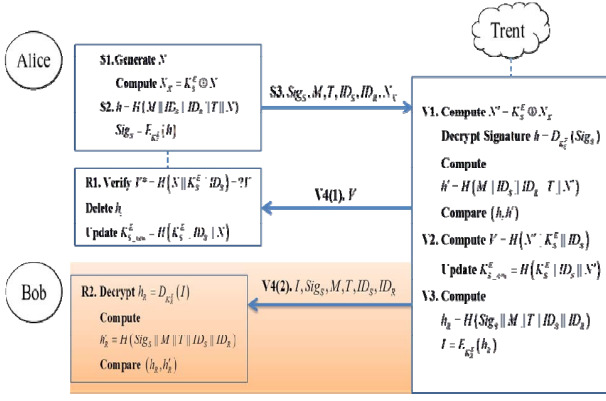 Alice
Trent
S1. Generate N
Compute N_K = K_S^E ⊕ N
S2. h = H(M || ID_S || ID_R || T || N)
Sig_S = E_{K_S^E}{h}
S3. Sig_S, M, T, ID_S, ID_R, N_K
V1. Compute N' = K_S^E ⊕ N_K
Decrypt Signature h = D_{K_S^E}(Sig_S)
Compute
h' = H(M | ID_S | ID_R | T | N')
Compare (h, h')
R1. Verify V' = H(N || K_S^E | ID_S) = ?V
Delete h
Update K_{S_new}^E = H(K_S^E | ID_S | N)
V4(1). V
V2. Compute V = H(N' | K_S^E || ID_S)
Update K_{S_new}^E = H(K_S^E | ID_S || N')
V3. Compute
h_R = H(Sig_S || M | T | ID_S || ID_R)
I = E_{K_R^E}(h_R)
Bob
R2. Decrypt h_R = D_{K_R^E}(I)
Compute
h'_R = H(Sig_S || M || T || ID_S || ID_R)
Compare (h_R, h'_R)
V4(2). I, Sig_S, M, T, ID_S, ID_R